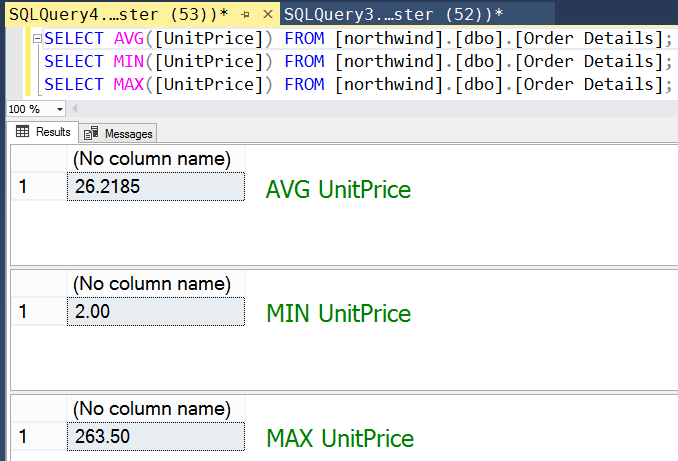 SQLQuery4....ster (53))* SQLQuery3....ster (52))*
SELECT AVG([UnitPrice]) FROM [northwind].[dbo].[Order Details];
SELECT MIN([UnitPrice]) FROM [northwind].[dbo].[Order Details];
SELECT MAX([UnitPrice]) FROM [northwind].[dbo].[Order Details];
100 %
Results Messages
(No column name)
1 26.2185 AVG UnitPrice
(No column name)
1 2.00 MIN UnitPrice
(No column name)
1 263.50 MAX UnitPrice